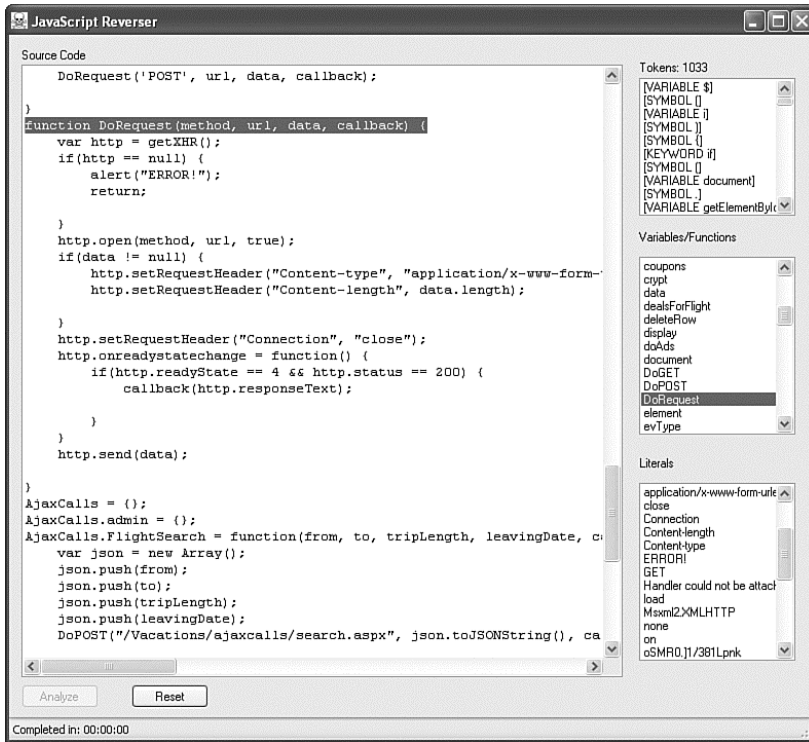 JavaScript Reverser
Source Code
DoRequest('POST', url, data, callback);
}
function DoRequest(method, url, data, callback) {
var http = getXHR();
if(http == null) {
alert("ERROR!");
return;
}
http.open(method, url, true);
if(data != null) {
http.setRequestHeader("Content-type", "application/x-www-form-
http.setRequestHeader("Content-length", data.length);
}
http.setRequestHeader("Connection", "close");
http.onreadystatechange = function() {
if(http.readyState == 4 && http.status == 200) {
callback(http.responseText);
}
}
http.send(data);
}
AjaxCalls = {};
AjaxCalls.admin = {};
AjaxCalls.FlightSearch = function(from, to, tripLength, leavingDate,
var json = new Array();
json.push(from);
json.push(to);
json.push(tripLength);
json.push(leavingDate);
DoPOST("/Vacations/ajaxcalls/search.aspx", json.toJSONString(), ca
Analyze
Reset
Completed in: 00:00:00
Tokens: 1033
[VARIABLE $]
[SYMBOL (]
[VARIABLE i]
[SYMBOL )]
[SYMBOL {]
[KEYWORD if]
[SYMBOL (]
[VARIABLE document]
[SYMBOL .]
[VARIABLE getElementById
Variables/Functions
coupons
crypt
data
dealsForFlight
deleteRow
display
doAds
document
DoGET
DoPOST
DoRequest
element
evType
Literals
application/x-www-form-urle
close
Connection
Content-length
Content-type
ERROR!
GET
Handler could not be attach
load
Msxml2.XMLHTTP
none
on
oSMR0.]1/381Lpnk